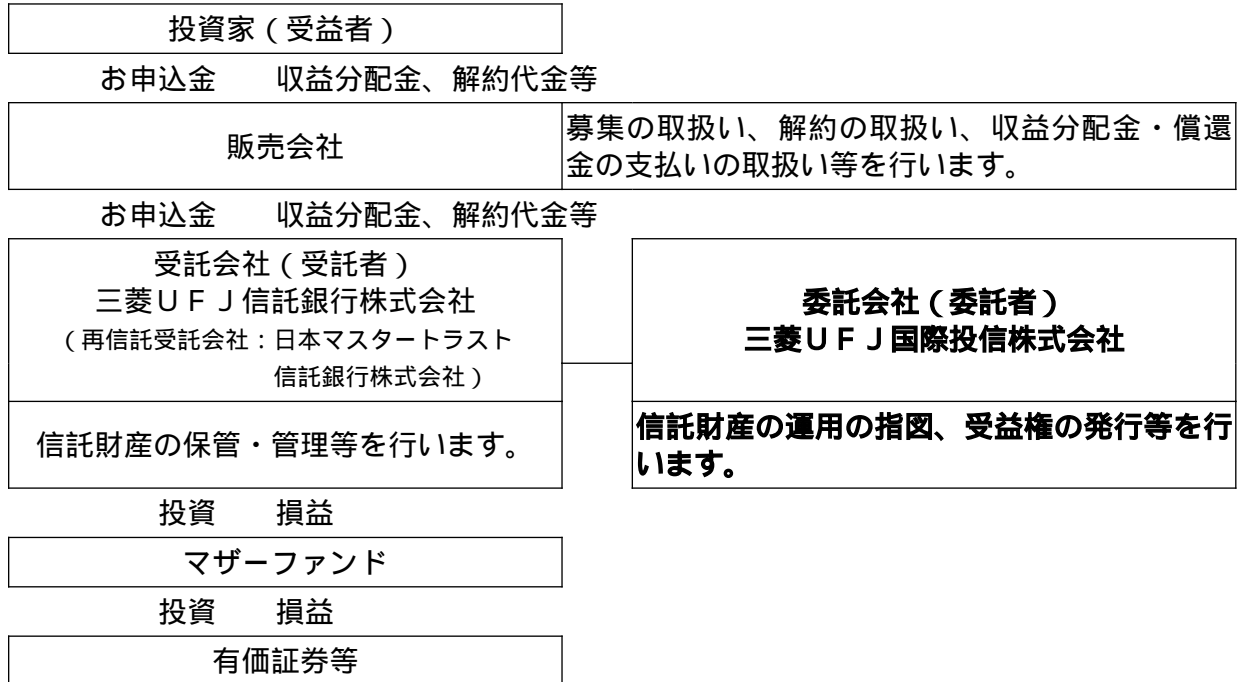 投資家（受益者）
お申込金　　収益分配金、解約代金等
販売会社
募集の取扱い、解約の取扱い、収益分配金・償還
金の支払いの取扱い等を行います。
お申込金　　収益分配金、解約代金等
受託会社（受託者）
三菱ＵＦＪ信託銀行株式会社
（再信託受託会社：日本マスタートラスト
信託銀行株式会社）
委託会社（委託者）
三菱ＵＦＪ国際投信株式会社
信託財産の保管・管理等を行います。
信託財産の運用の指図、受益権の発行等を行
います。
投資　　損益
マザーファンド
投資　　損益
有価証券等